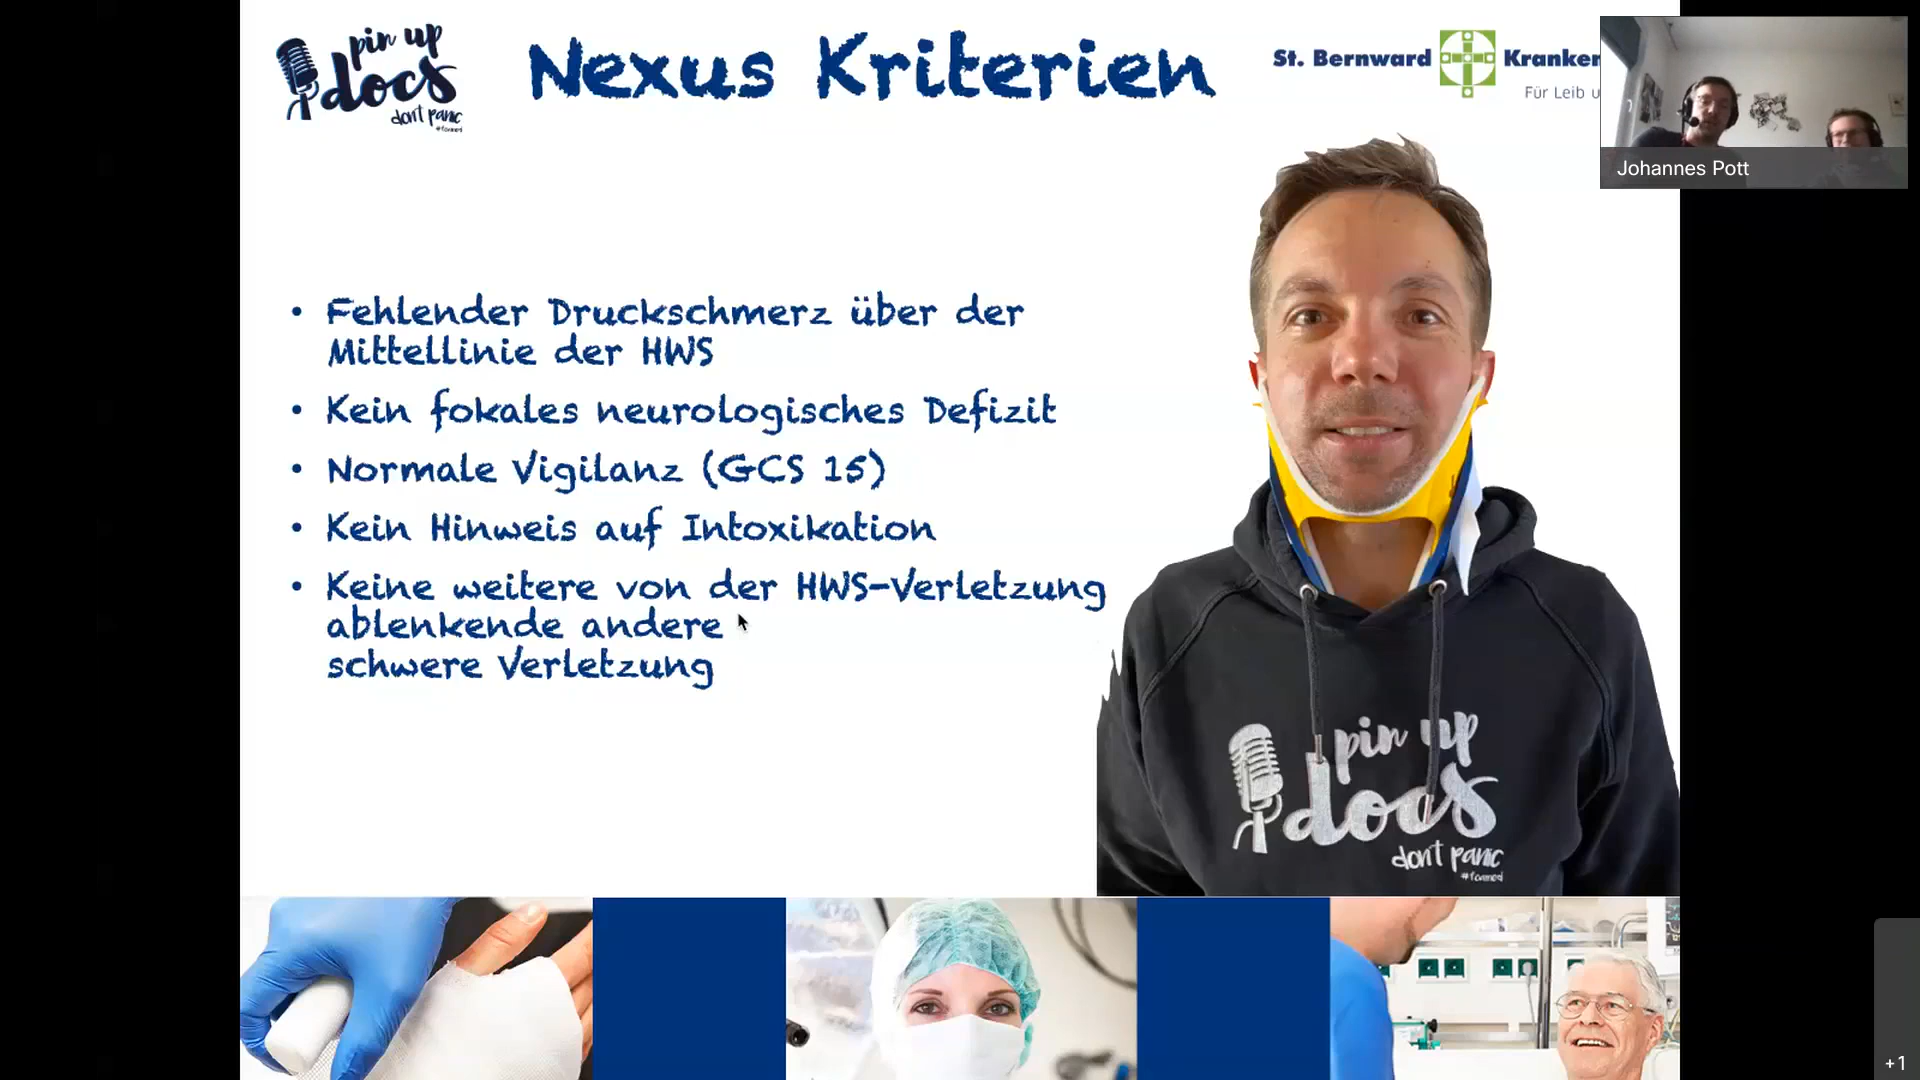 pin up
docs
don't panic
#foamed
Nexus Kriterien
St. Bernward
Kranken
Für Leib u
Johannes Pott
• Fehlender Druckschmerz über der
Mittellinie der HWS
• Kein fokales neurologisches Defizit
• Normale Vigilanz (GCS 15)
• Kein Hinweis auf Intoxikation
• Keine weitere von der HWS-Verletzung
ablenkende andere
schwere Verletzung
pin up
docs
don't panic
#foamed
+1